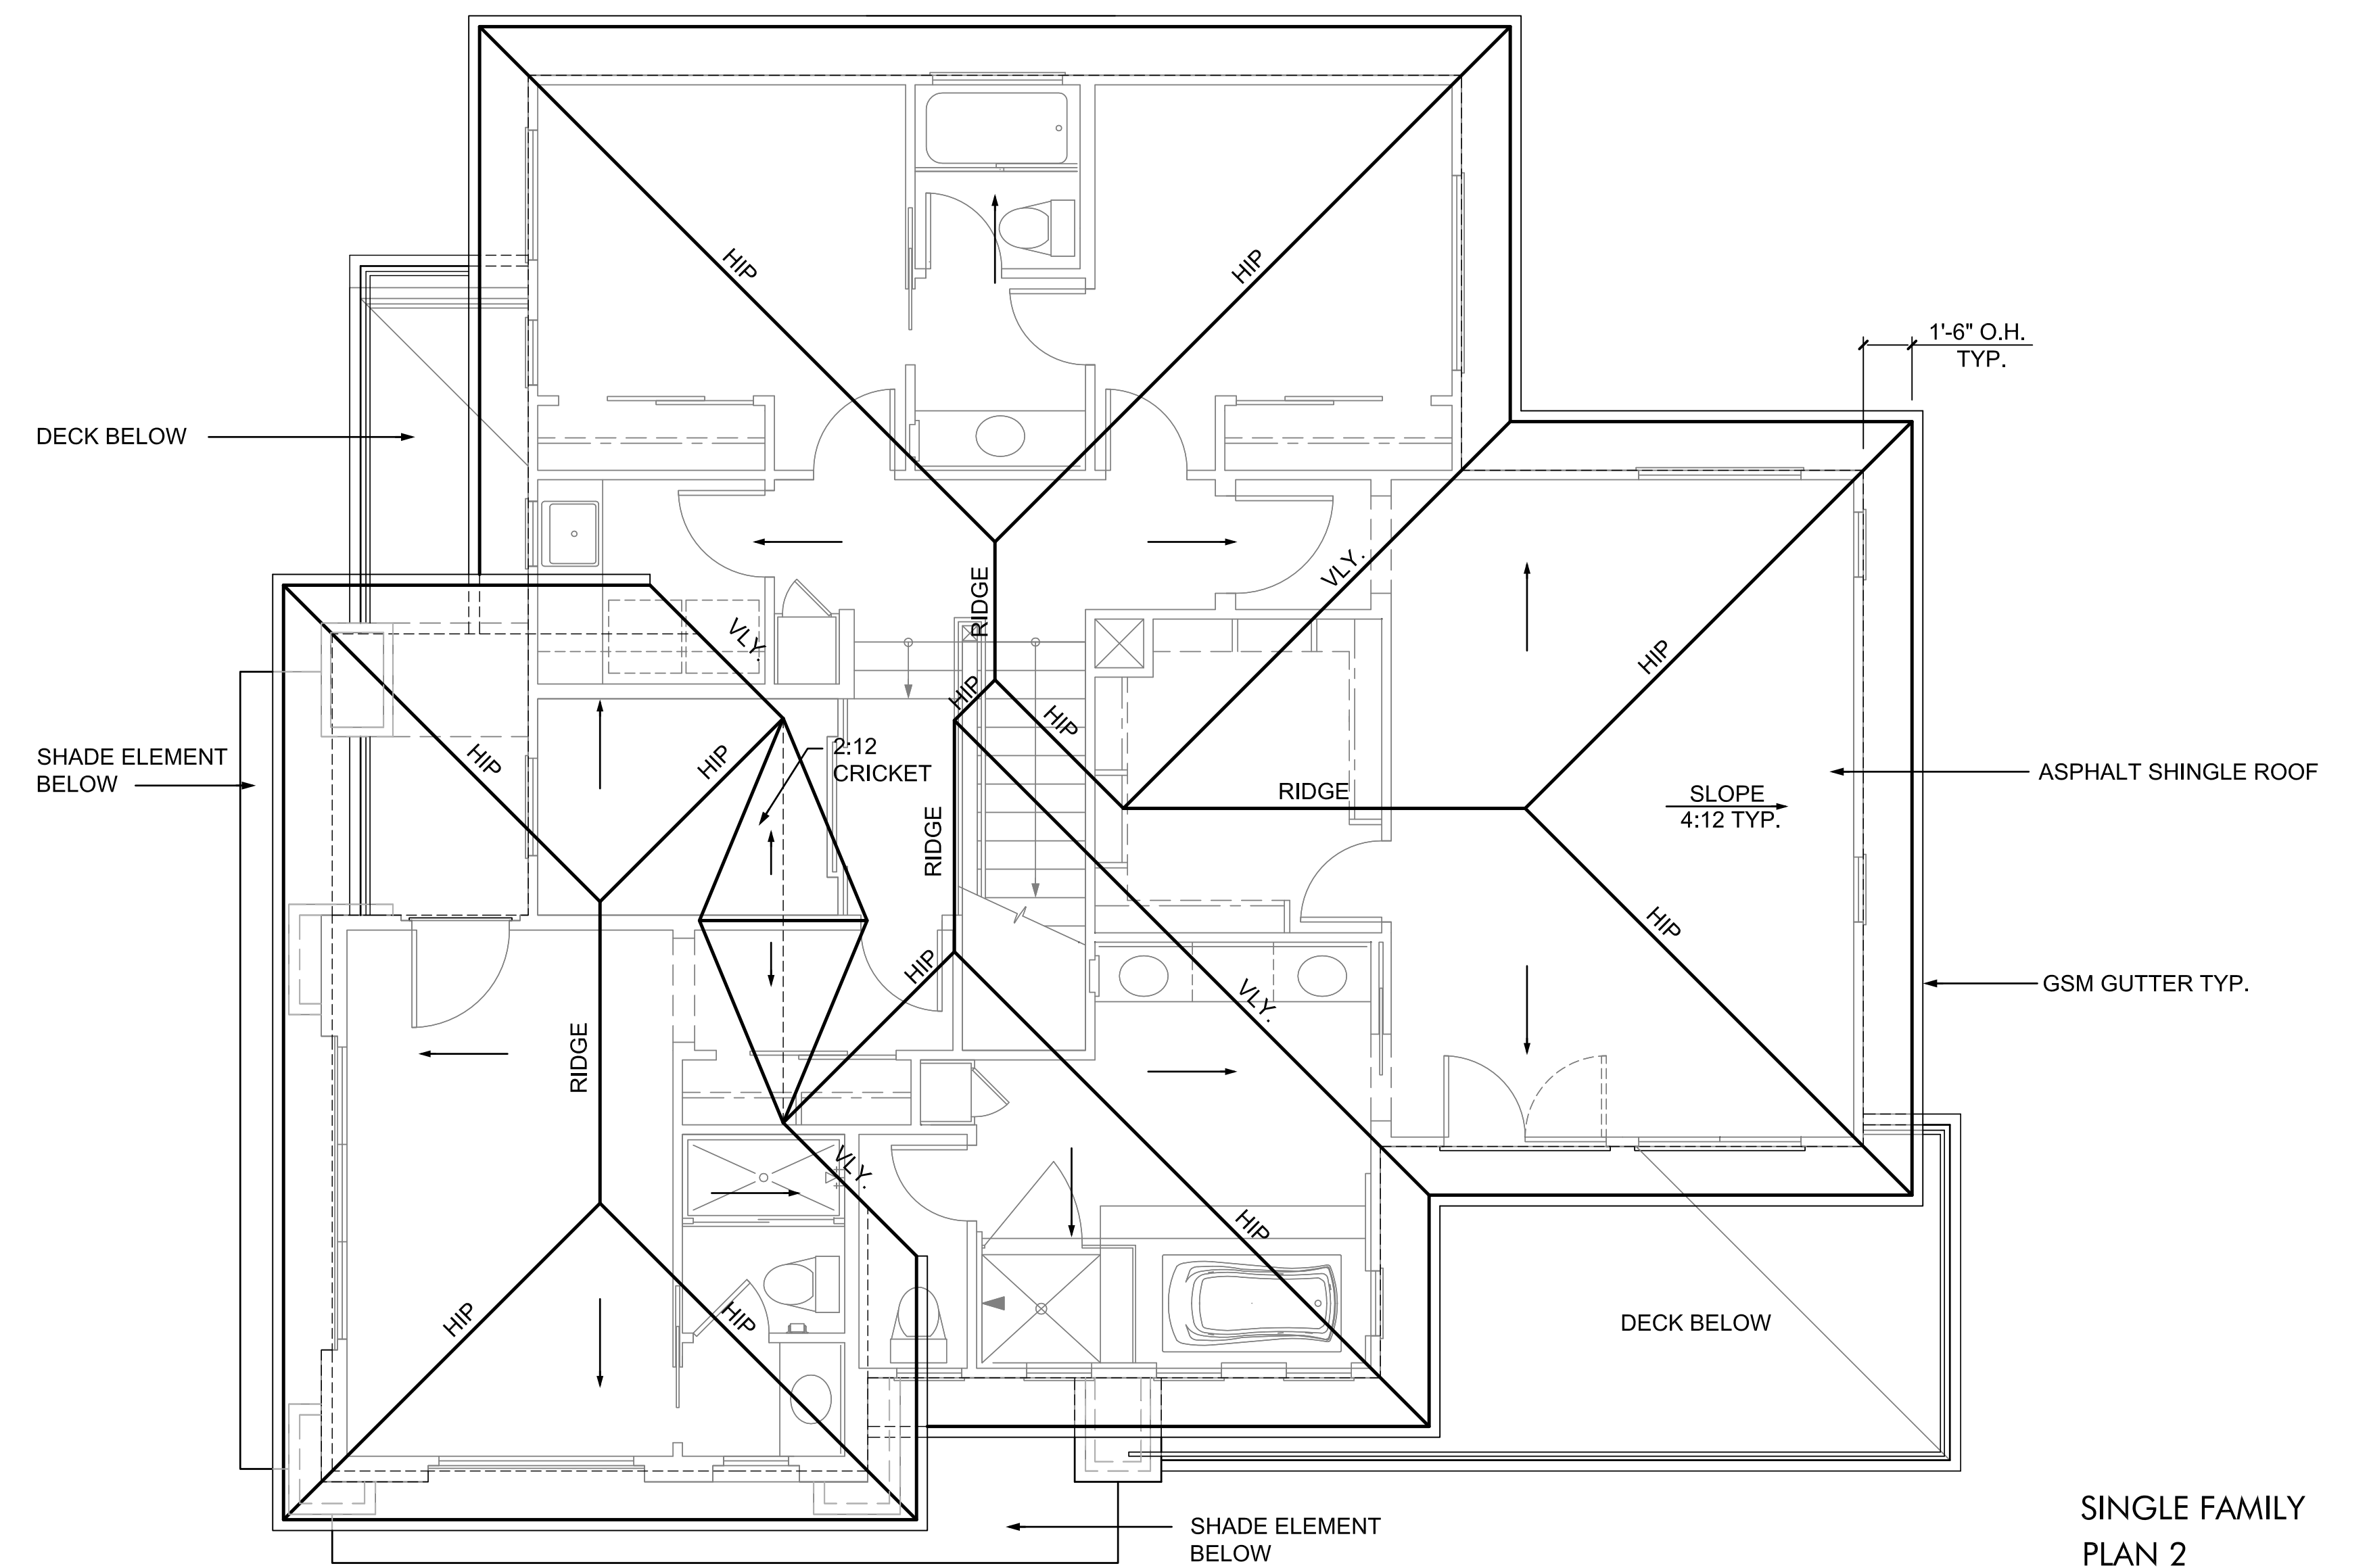 HIP
HIP
1'-6" O.H.
TYP.
DECK BELOW
VLY.
RIDGE
VLY.
HIP
HIP
HIP
SHADE ELEMENT
BELOW
HIP
HIP
2:12
CRICKET
ASPHALT SHINGLE ROOF
RIDGE
SLOPE
4:12 TYP.
RIDGE
HIP
HIP
GSM GUTTER TYP.
VLY.
RIDGE
VLY.
HIP
HIP
HIP
DECK BELOW
SHADE ELEMENT
BELOW
SINGLE FAMILY
PLAN 2